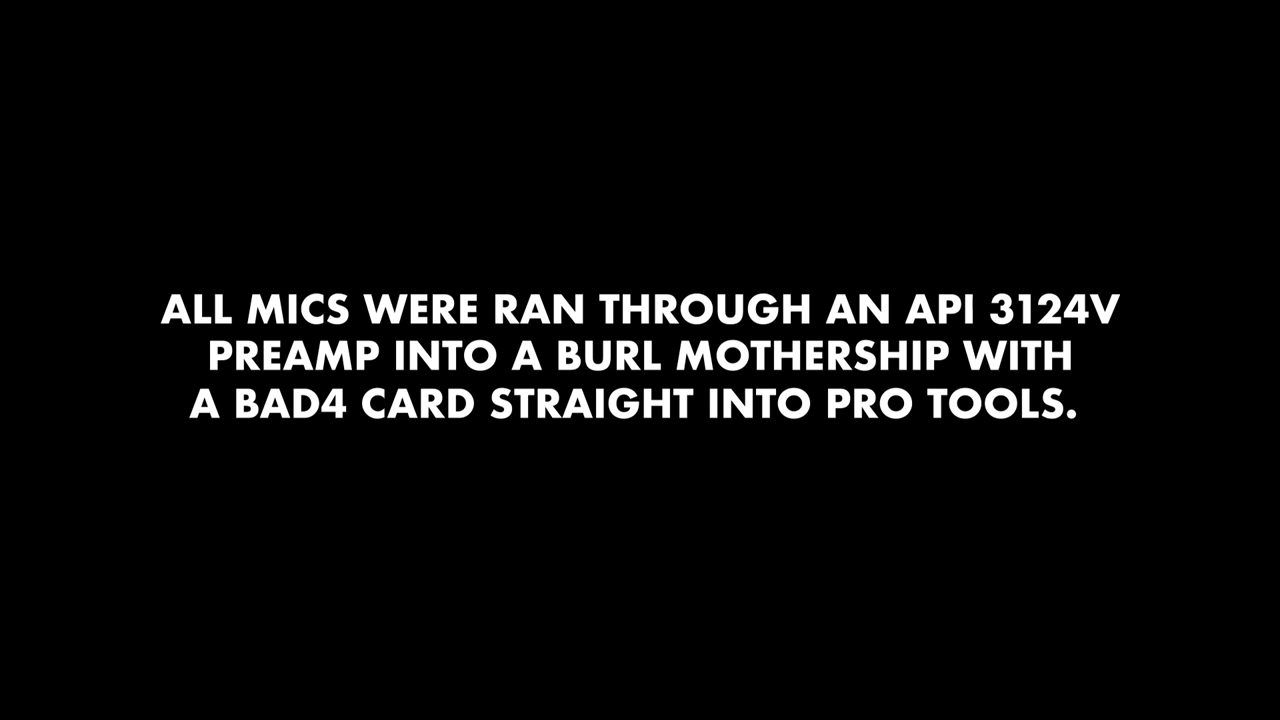 ALL MICS WERE RAN THROUGH AN API 3124V
PREAMP INTO A BURL MOTHERSHIP WITH
A BAD4 CARD STRAIGHT INTO PRO TOOLS.